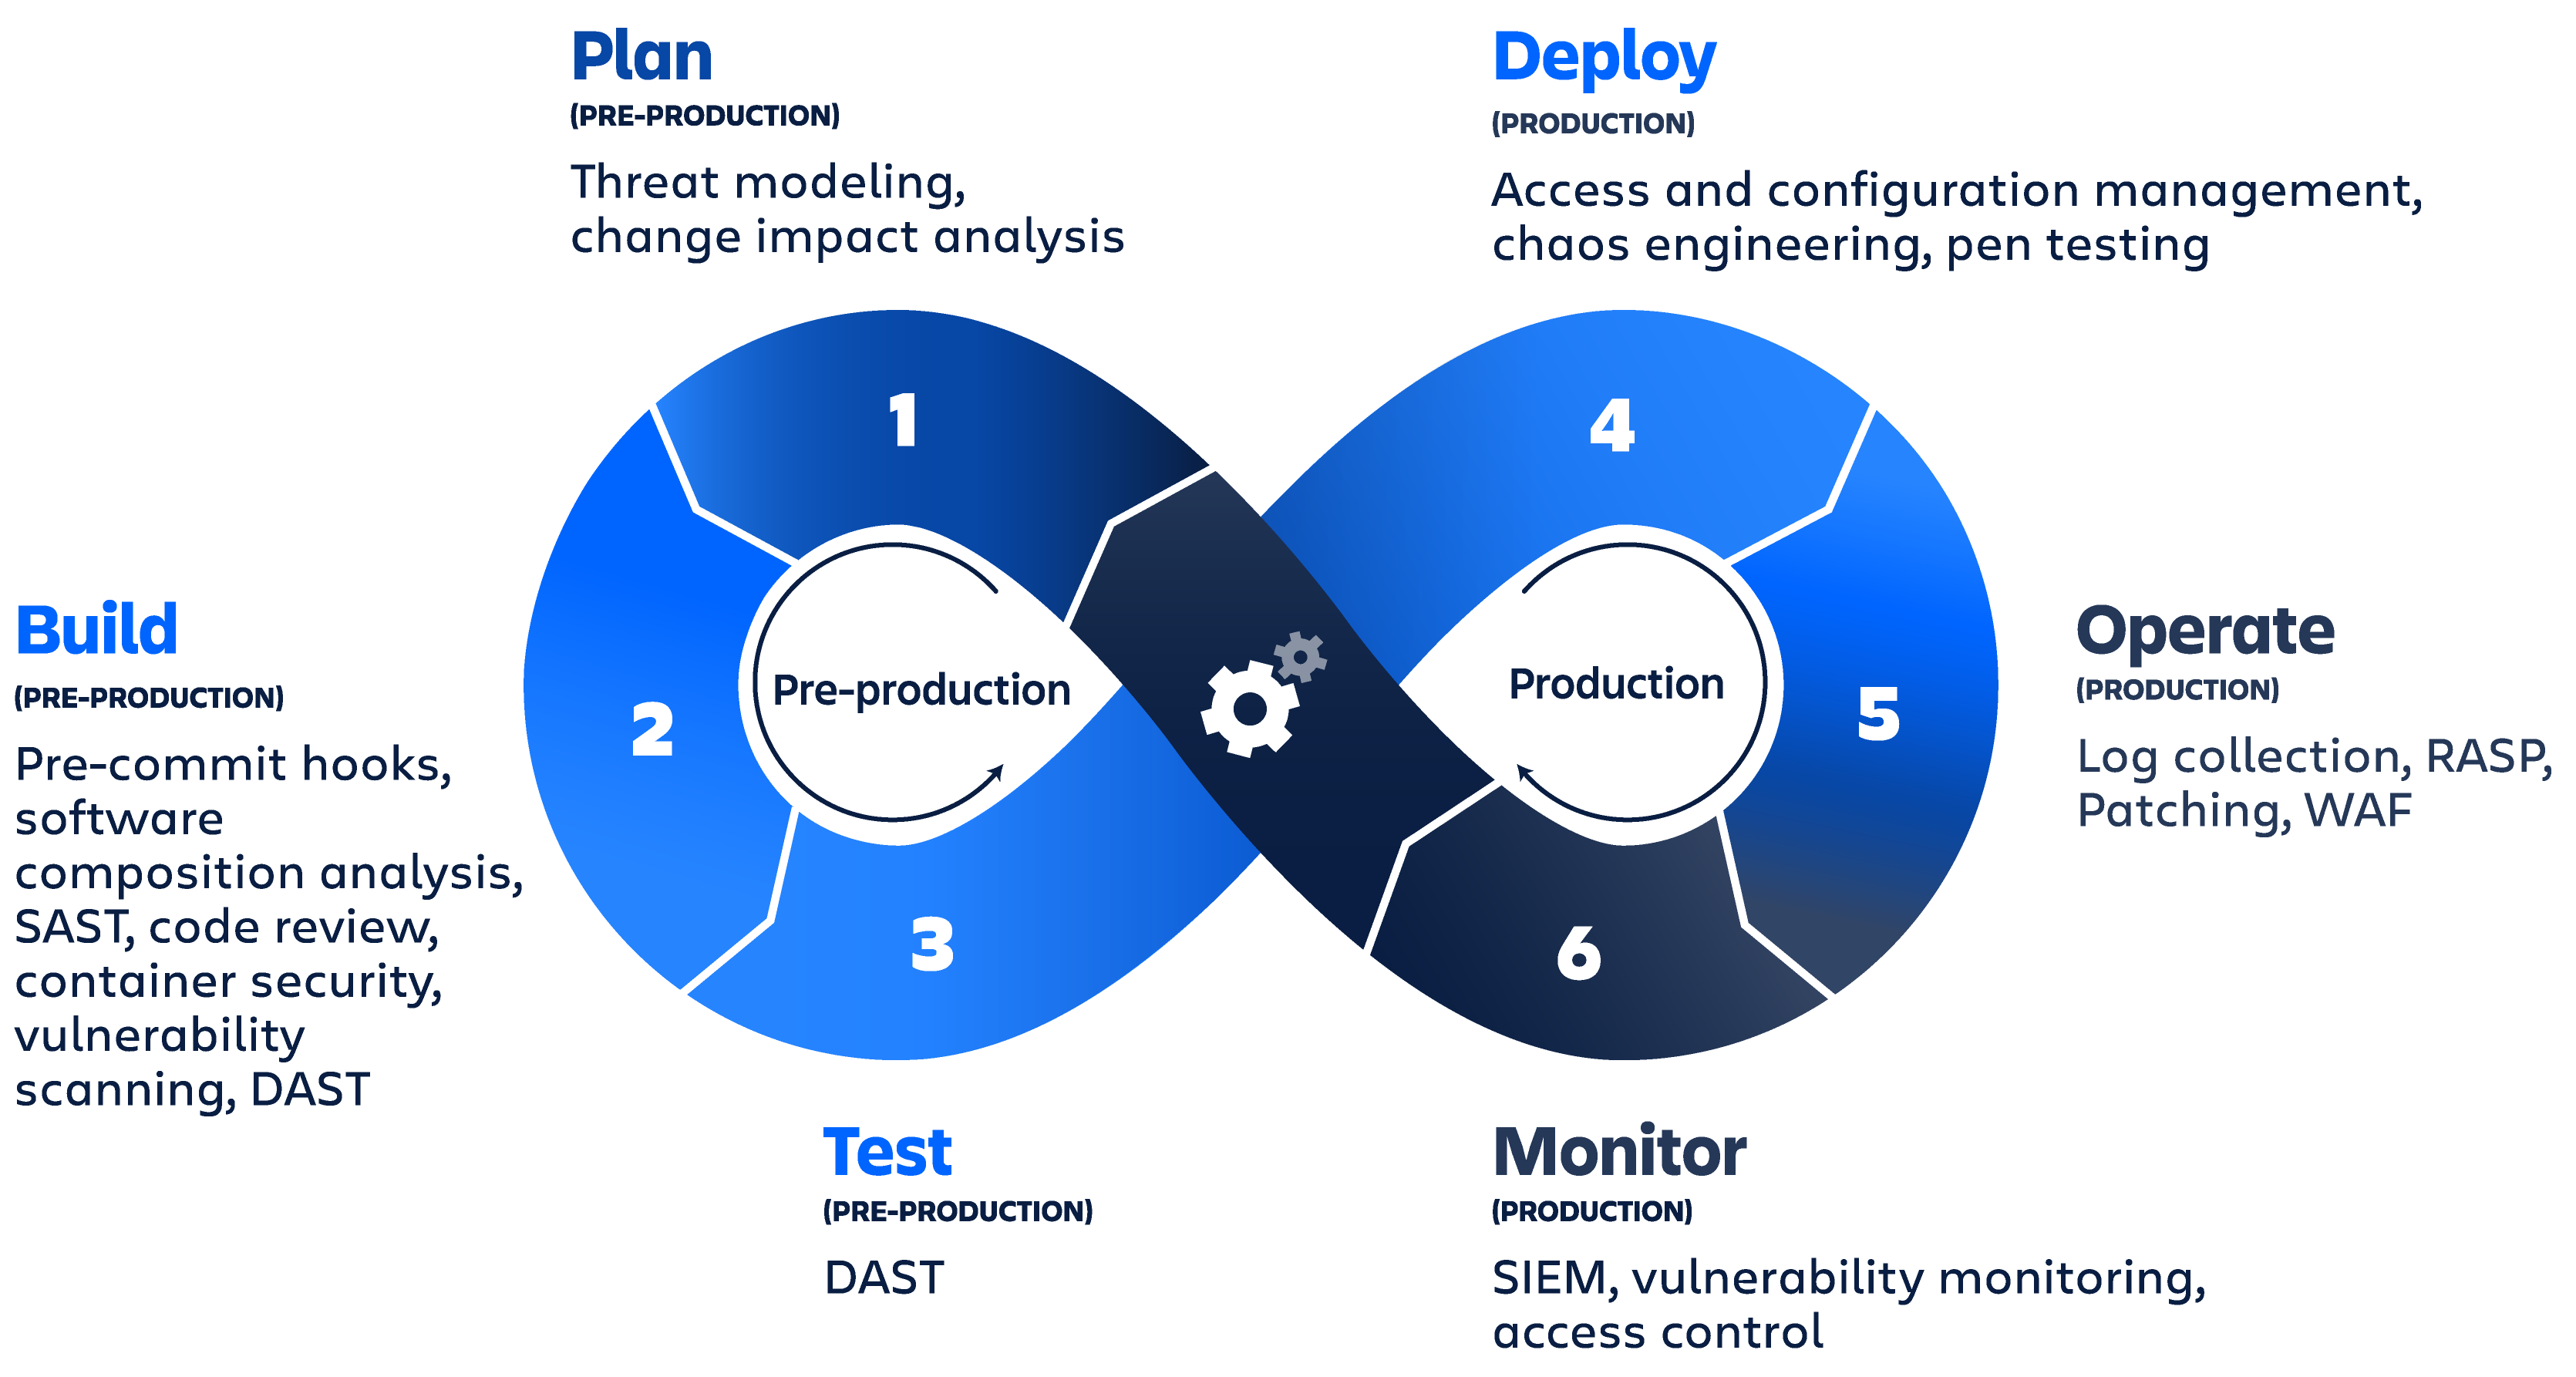 Plan
(PRE-PRODUCTION)
Threat modeling,
change impact analysis
Deploy
(PRODUCTION)
Access and configuration management,
chaos engineering, pen testing
1
4
Build
(PRE-PRODUCTION)
Pre-commit hooks,
software
composition analysis,
SAST, code review,
container security,
vulnerability
scanning, DAST
2
Pre-production
Production
5
Operate
(PRODUCTION)
Log collection, RASP,
Patching, WAF
3
6
Test
(PRE-PRODUCTION)
DAST
Monitor
(PRODUCTION)
SIEM, vulnerability monitoring,
access control